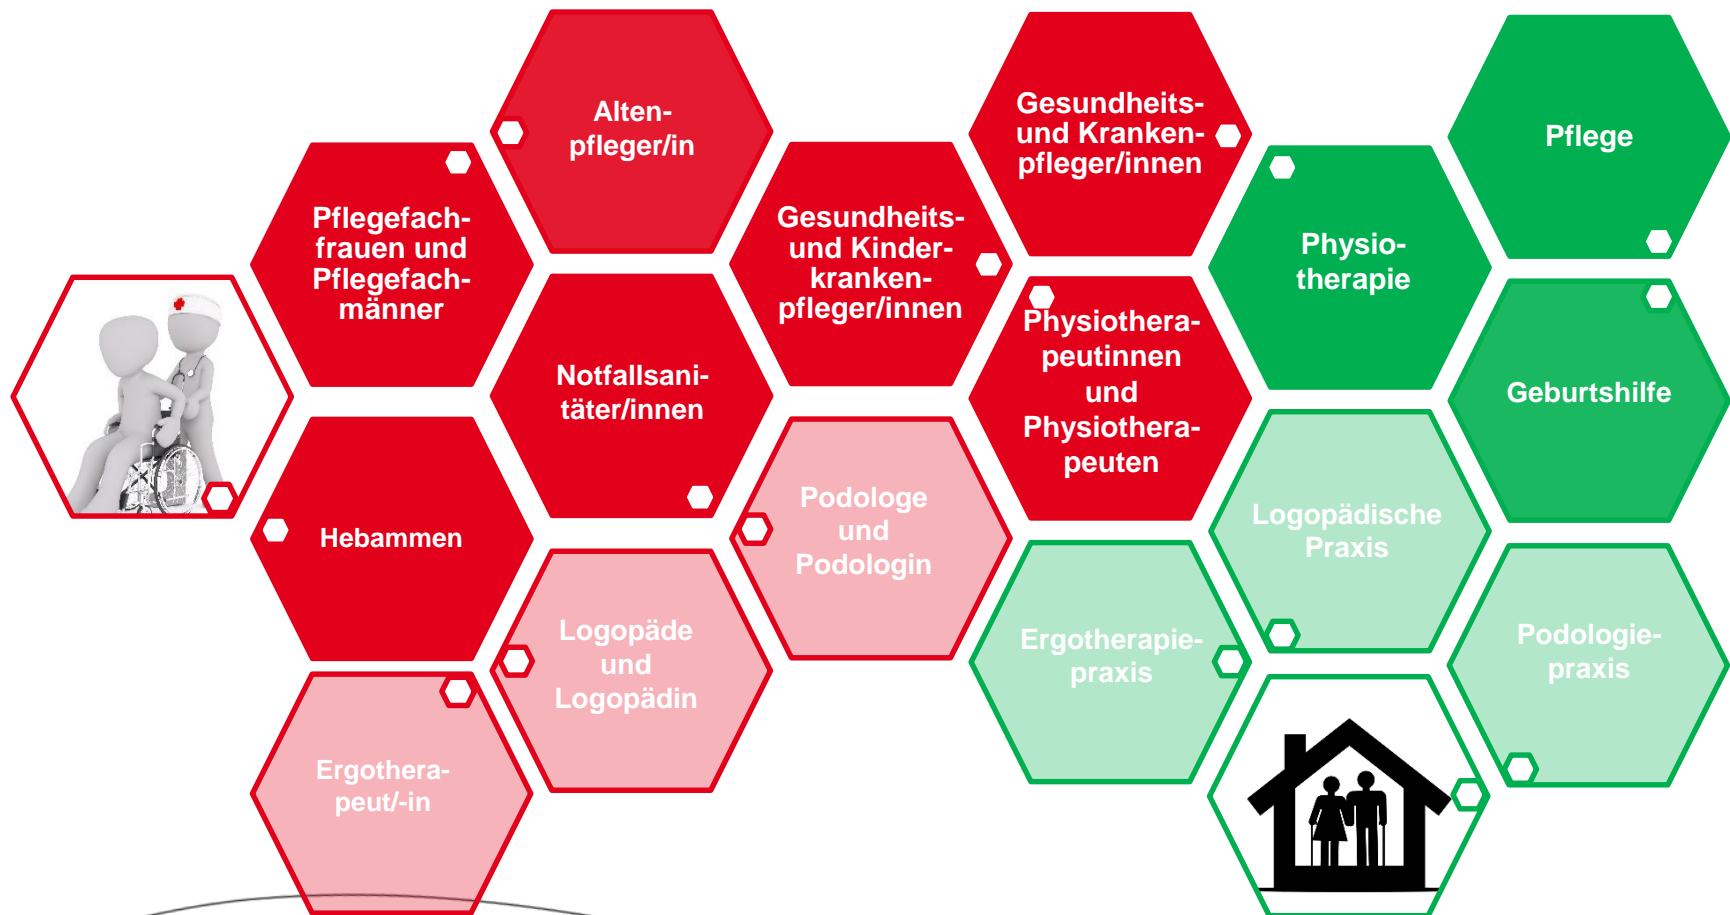 Alten-
pfleger/in
Gesundheits-
und Kranken-
pfleger/innen
Pflege
Pflegefach-
frauen und
Pflegefach-
männer
Gesundheits-
und Kinder-
kranken-
pfleger/innen
Physio-
therapie
Notfallsani-
täter/innen
Physiothera-
peutinnen
und
Physiothera-
peuten
Geburtshilfe
Hebammen
Podologe
und
Podologin
Logopädische
Praxis
Logopäde
und
Logopädin
Ergotherapie-
praxis
Podologie-
praxis
Ergothera-
peut/-in